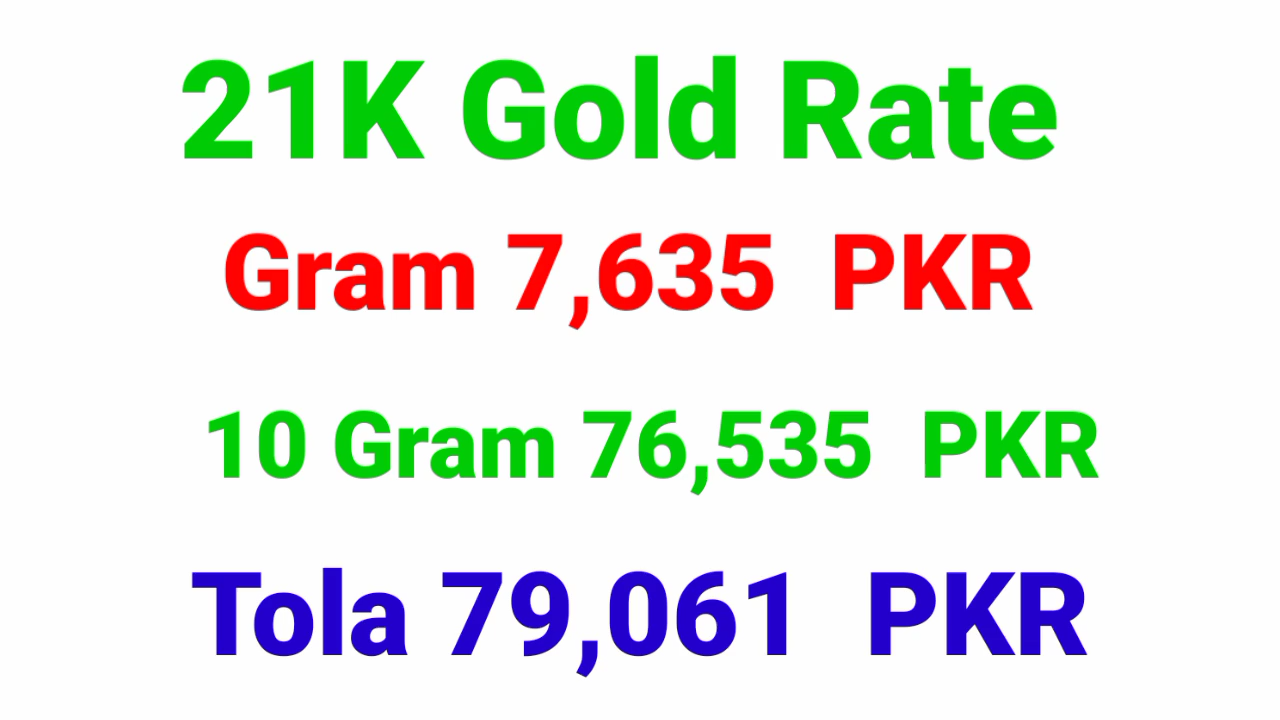 21K Gold Rate
Gram 7,635 PKR
10 Gram 76,535 PKR
Tola 79,061 PKR